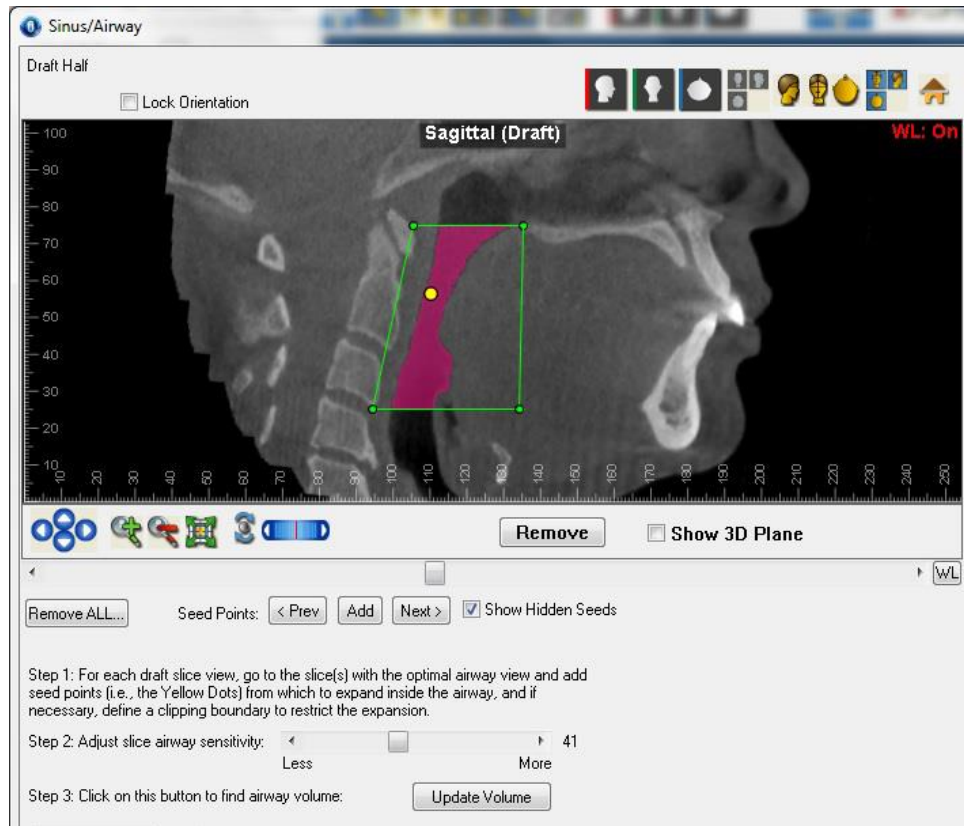 Sinus/Airway
Draft Half
Lock Orientation
Sagittal (Draft)
WL: On
100
90
80
70
60
50
40
30
20
10
10 20 30 40 50 60 70 80 90 100 110 120 130 140 150 160 170 180 190 200 210 220 230 240 250
Remove
Show 3D Plane
WL
Remove ALL...
Seed Points:
< Prev
Add
Next >
Show Hidden Seeds
Step 1: For each draft slice view, go to the slice(s) with the optimal airway view and add
seed points (i.e., the Yellow Dots) from which to expand inside the airway, and if
necessary, define a clipping boundary to restrict the expansion.
Step 2: Adjust slice airway sensitivity:
41
Less
More
Step 3: Click on this button to find airway volume:
Update Volume